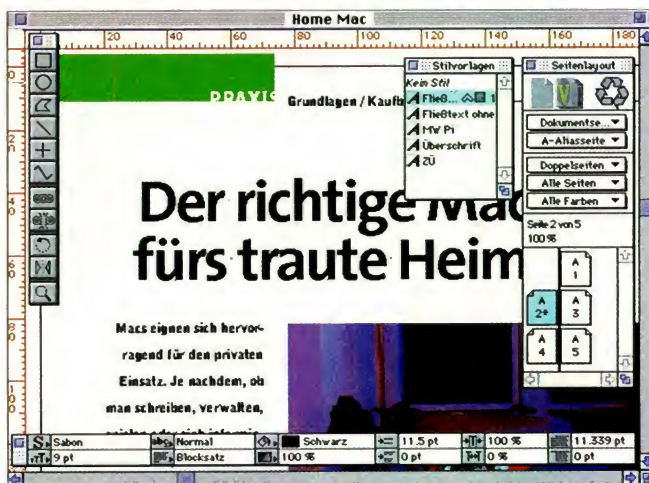 Home Mac
20 40 60 80 100 120 140 160 180
PRAXIS
Grundlagen / Kaufb
Der richtige Mac
fürs traute Heim
Macs eignen sich hervor-
ragend für den privaten
Einsatz. Je nachdem, ob
man schreiben, verwalten,
Stilvorlagen
Kein Stil
Fließ... 1
Fließtext ohne
MW Pi
Überschrift
ZÜ
Seitenlayout
V
Dokumentse...
A-Aliasseite
Doppelseiten
Alle Seiten
Alle Farben
Seite 2 von 5
100 %
A
1
A A
2* 3
A A
4 5
S Sabon abc Normal Schwarz 11.5 pt T 100 % 11.339 pt
TT 9 pt Blocksatz 100 % 0 pt T+T 0 % 0 pt